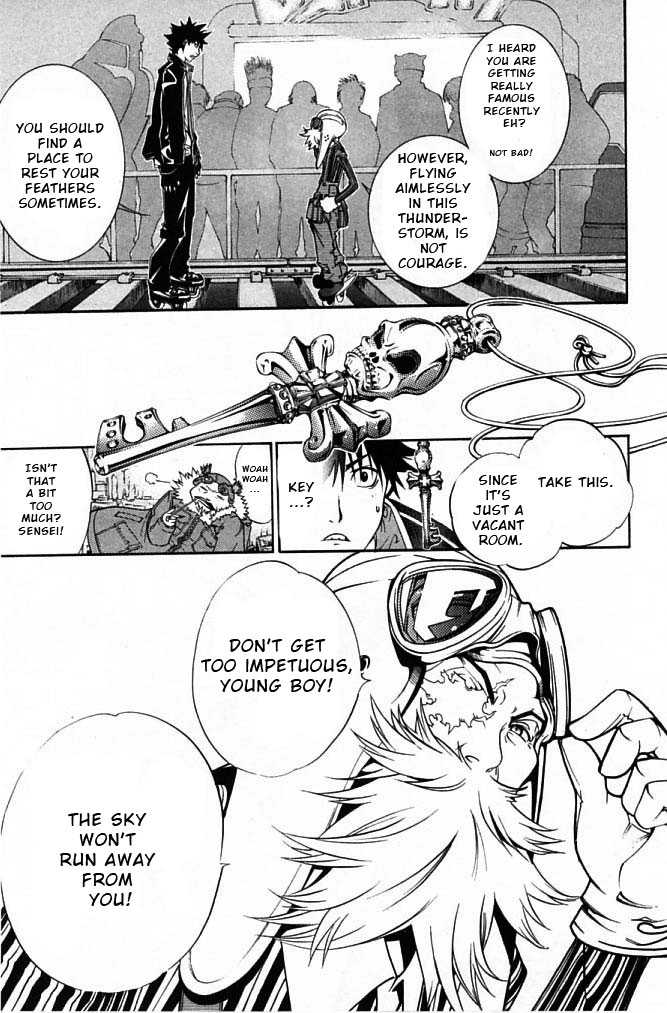 I HEARD
YOU ARE
GETTING
REALLY
FAMOUS
RECENTLY
EH?
NOT BAD!
HOWEVER,
FLYING
AIMLESSLY
IN THIS
THUNDER-
STORM, IS
NOT
COURAGE.
YOU SHOULD
FIND A
PLACE TO
REST YOUR
FEATHERS
SOMETIMES.
TAKE THIS.
SINCE
IT'S
JUST A
VACANT
ROOM.
KEY
...?
WOAH
WOAH
...
ISN'T
THAT
A BIT
TOO
MUCH?
SENSEI!
DON'T GET
TOO IMPETUOUS,
YOUNG BOY!
THE SKY
WON'T
RUN AWAY
FROM
YOU!